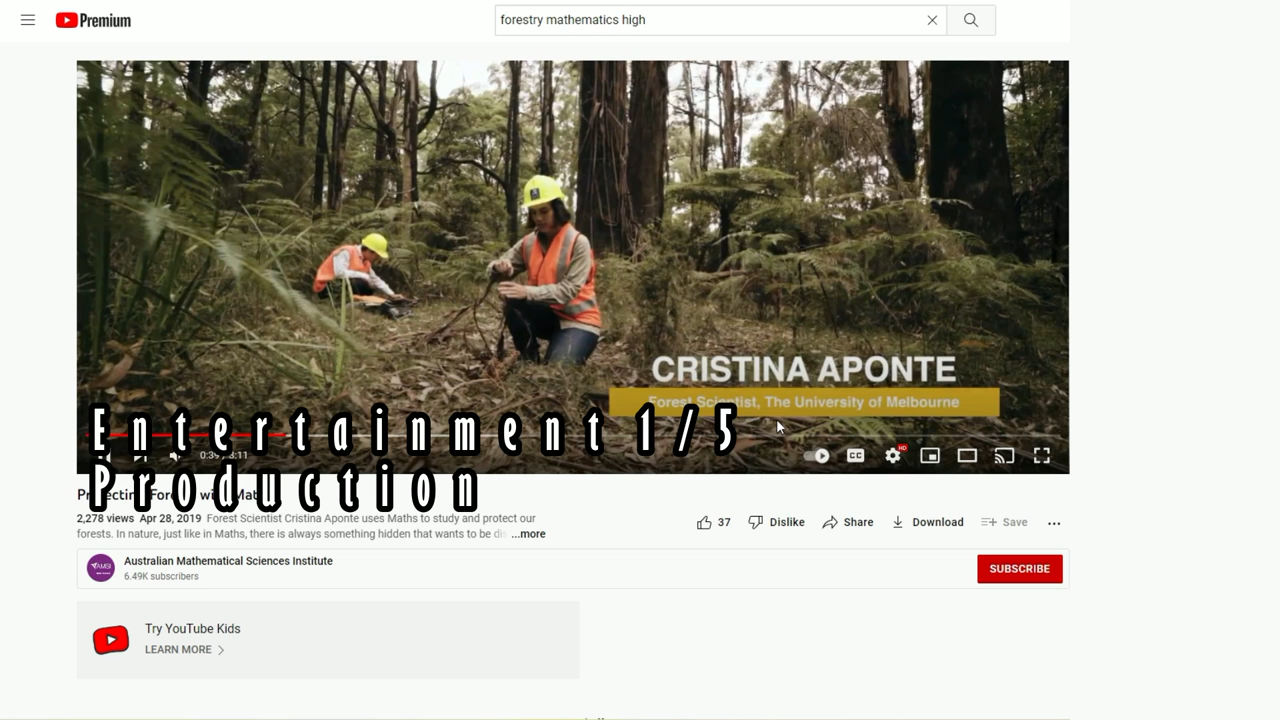 Premium
forestry mathematics high
CRISTINA APONTE
Forest Scientist, The University of Melbourne
Entertainment 1/5
Production
2,278 views Apr 28, 2019 Forest Scientist Cristina Aponte uses Maths to study and protect our
forests. In nature, just like in Maths, there is always something hidden that wants to be ...more
37 Dislike Share Download Save
Australian Mathematical Sciences Institute
6.49K subscribers
SUBSCRIBE
Try YouTube Kids
LEARN MORE
CC
HD